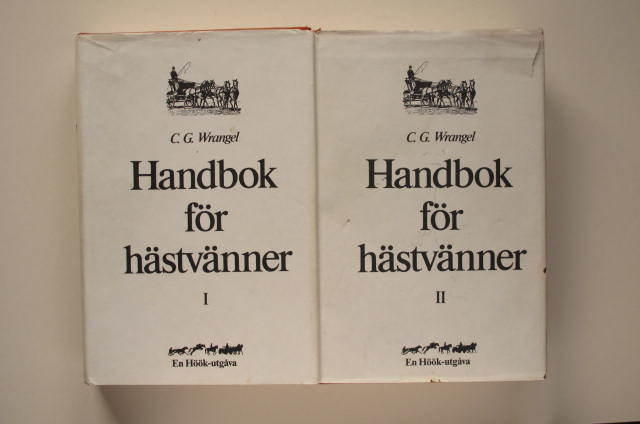 C. G. Wrangel
Handbok
för
hästvänner
I
En Höök-utgåva
C. G. Wrangel
Handbok
för
hästvänner
II
En Höök-utgåva